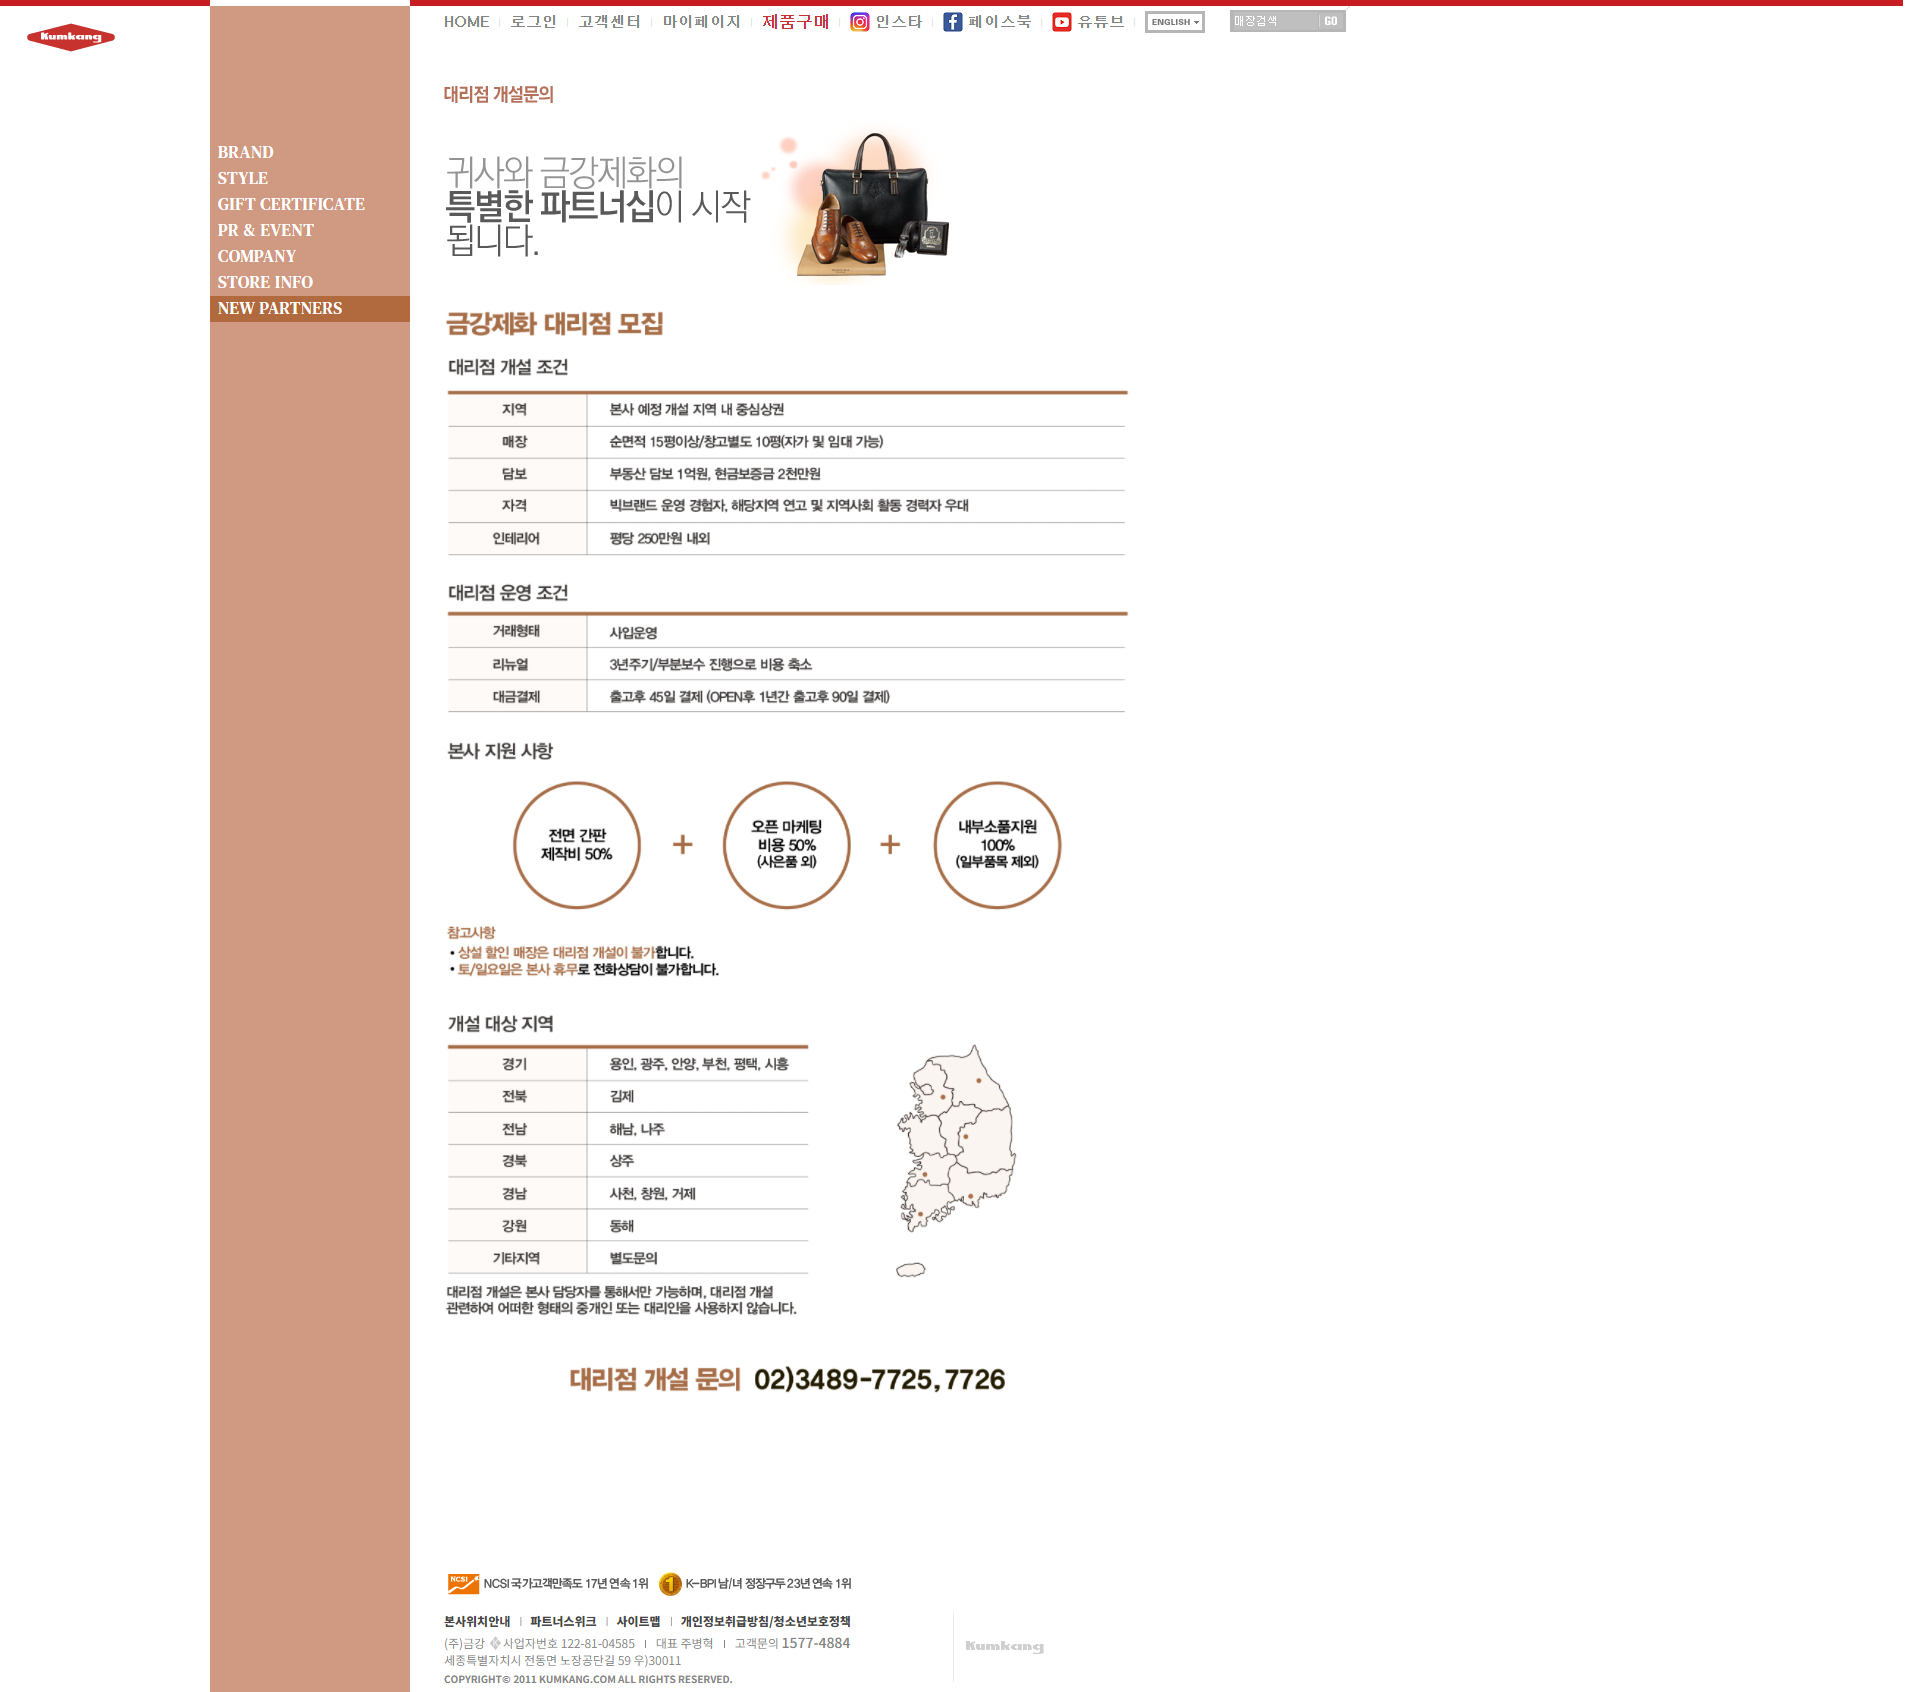 Kumkang
HOME 로그인 고객센터 마이페이지 제품구매 인스타 페이스북 유튜브 ENGLISH 매장검색 GO
BRAND
STYLE
GIFT CERTIFICATE
PR & EVENT
COMPANY
STORE INFO
NEW PARTNERS
대리점 개설문의
귀사와 금강제화의
특별한 파트너십이 시작
됩니다.
금강제화 대리점 모집
대리점 개설 조건
지역 본사 예정 개설 지역 내 중심상권
매장 순면적 15평이상/창고별도 10평(자가 및 임대 가능)
담보 부동산 담보 1억원, 현금보증금 2천만원
자격 빅브랜드 운영 경험자, 해당지역 연고 및 지역사회 활동 경력자 우대
인테리어 평당 250만원 내외
대리점 운영 조건
거래형태 사입운영
리뉴얼 3년주기/부분보수 진행으로 비용 축소
대금결제 출고후 45일 결제 (OPEN후 1년간 출고후 90일 결제)
본사 지원 사항
전면 간판
제작비 50%
+
오픈 마케팅
비용 50%
(사은품 외)
+
내부소품지원
100%
(일부품목 제외)
참고사항
• 상설 할인 매장은 대리점 개설이 불가합니다.
• 토/일요일은 본사 휴무로 전화상담이 불가합니다.
개설 대상 지역
경기 용인, 광주, 안양, 부천, 평택, 시흥
전북 김제
전남 해남, 나주
경북 상주
경남 사천, 창원, 거제
강원 동해
기타지역 별도문의
대리점 개설은 본사 담당자를 통해서만 가능하며, 대리점 개설
관련하여 어떠한 형태의 중개인 또는 대리인을 사용하지 않습니다.
대리점 개설 문의 02)3489-7725, 7726
NCSI NCSI 국가고객만족도 17년 연속 1위 1 K-BPI 남/녀 정장구두 23년 연속 1위
본사위치안내 파트너스위크 사이트맵 개인정보취급방침/청소년보호정책
(주)금강 사업자번호 122-81-04585 대표 주병혁 고객문의 1577-4884
세종특별자치시 전동면 노장공단길 59 우)30011
COPYRIGHT© 2011 KUMKANG.COM ALL RIGHTS RESERVED.
Kumkang